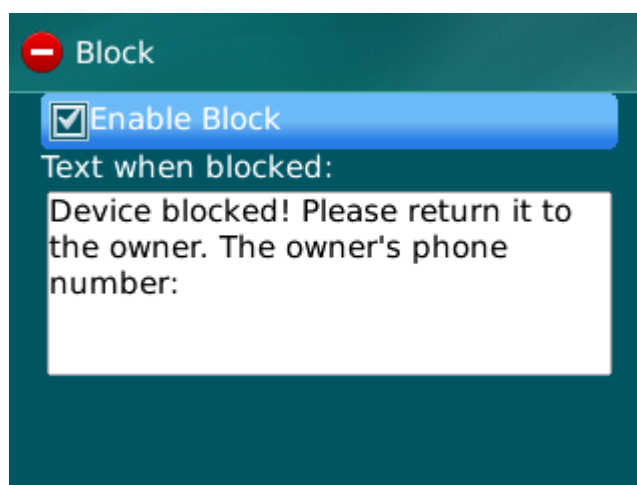 Block
Enable Block
Text when blocked:
Device blocked! Please return it to
the owner. The owner's phone
number: